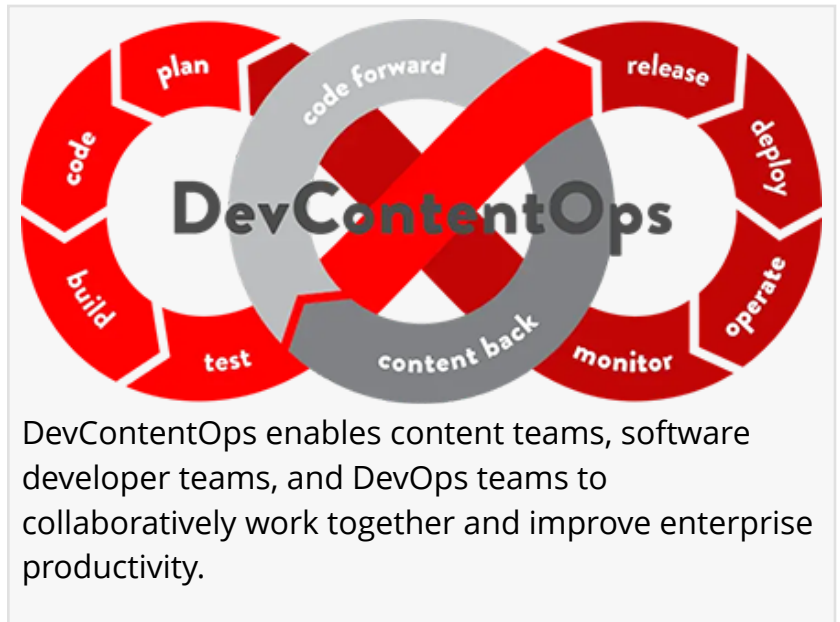 plan
code forward
release
code
deploy
DevContentOps
build
operate
test
content back
monitor
DevContentOps enables content teams, software
developer teams, and DevOps teams to
collaboratively work together and improve enterprise
productivity.